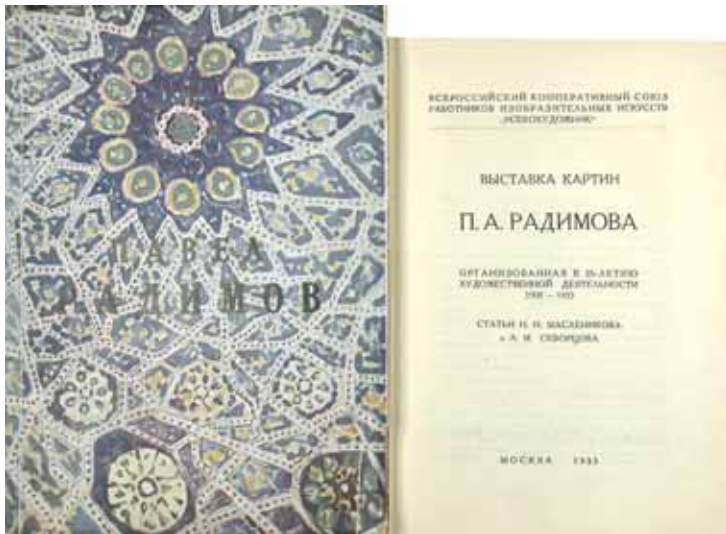 ПАВЕЛ
РАДИМОВ
ВСЕРОССИЙСКИЙ КООПЕРАТИВНЫЙ СОЮЗ
РАБОТНИКОВ ИЗОБРАЗИТЕЛЬНЫХ ИСКУССТВ
„ВСЕКОХУДОЖНИК“
ВЫСТАВКА КАРТИН
П. А. РАДИМОВА
ОРГАНИЗОВАННАЯ К 25-ЛЕТИЮ
ХУДОЖЕСТВЕННОЙ ДЕЯТЕЛЬНОСТИ
СТАТЬИ Н. Н. МАСЛЕНИКОВА
и А. М. СКВОРЦОВА
МОСКВА